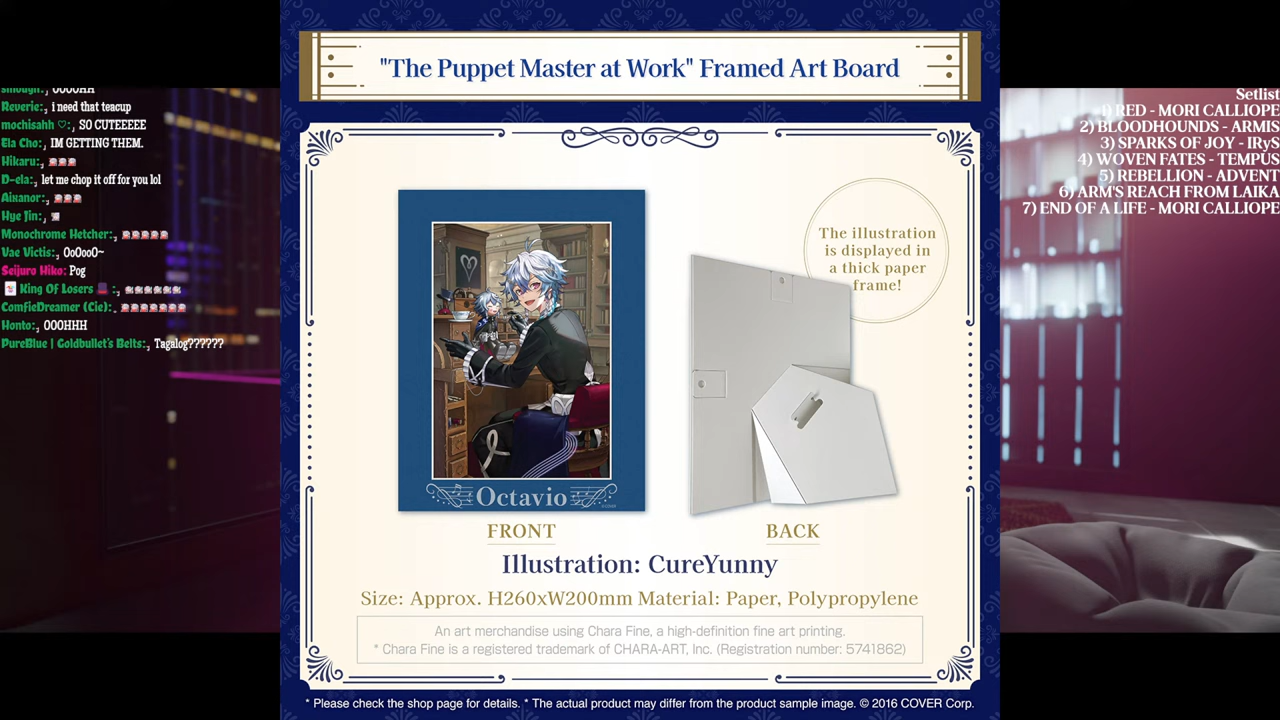 "The Puppet Master at Work" Framed Art Board
OOOOHH
Reverie:, i need that teacup
mochisahh ♡:, SO CUTEEEEE
Ela Cho:, IM GETTING THEM.
Hikaru:,
D-ela:, let me chop it off for you lol
Aixanor:,
Hye Jin:,
Monochrome Hetcher:,
Vae Victis:, OoOooO~
Seijuro Hiko: Pog
King Of Losers :,
ComfieDreamer (Cie):,
Honto:, OOOHHH
PureBlue | Goldbullet's Belts:, Tagalog??????
The illustration
is displayed in
a thick paper
frame!
Octavio
FRONT
BACK
Illustration: CureYunny
Size: Approx. H260xW200mm Material: Paper, Polypropylene
An art merchandise using Chara Fine, a high-definition fine art printing.
* Chara Fine is a registered trademark of CHARA-ART, Inc. (Registration number: 5741862)
* Please check the shop page for details. * The actual product may differ from the product sample image. © 2016 COVER Corp.
Setlist
1) RED - MORI CALLIOPE
2) BLOODHOUNDS - ARMIS
3) SPARKS OF JOY - IRyS
4) WOVEN FATES - TEMPUS
5) REBELLION - ADVENT
6) ARM'S REACH FROM LAIKA
7) END OF A LIFE - MORI CALLIOPE